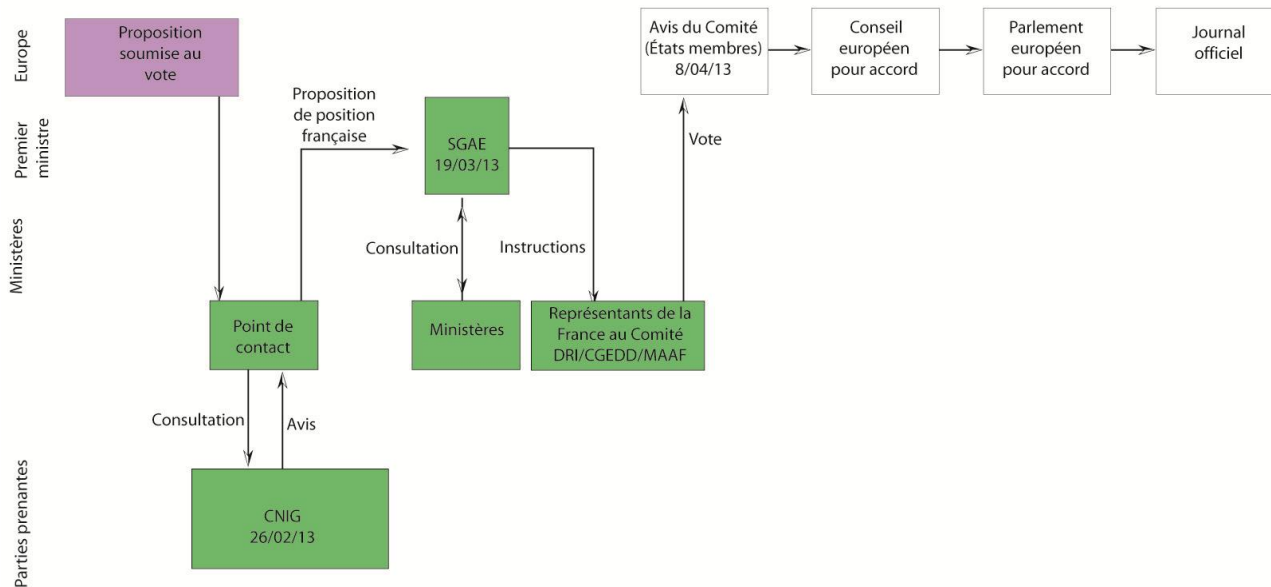 Europe
Premier
ministre
Ministères
Parties prenantes
Proposition
soumise au
vote
Proposition
de position
française
SGAE
19/03/13
Avis du Comité
(États membres)
8/04/13
Conseil
européen
pour accord
Parlement
européen
pour accord
Journal
officiel
Vote
Consultation
Instructions
Point de
contact
Ministères
Représentants de la
France au Comité
DRI/CGEDD/MAAF
Consultation
Avis
CNIG
26/02/13